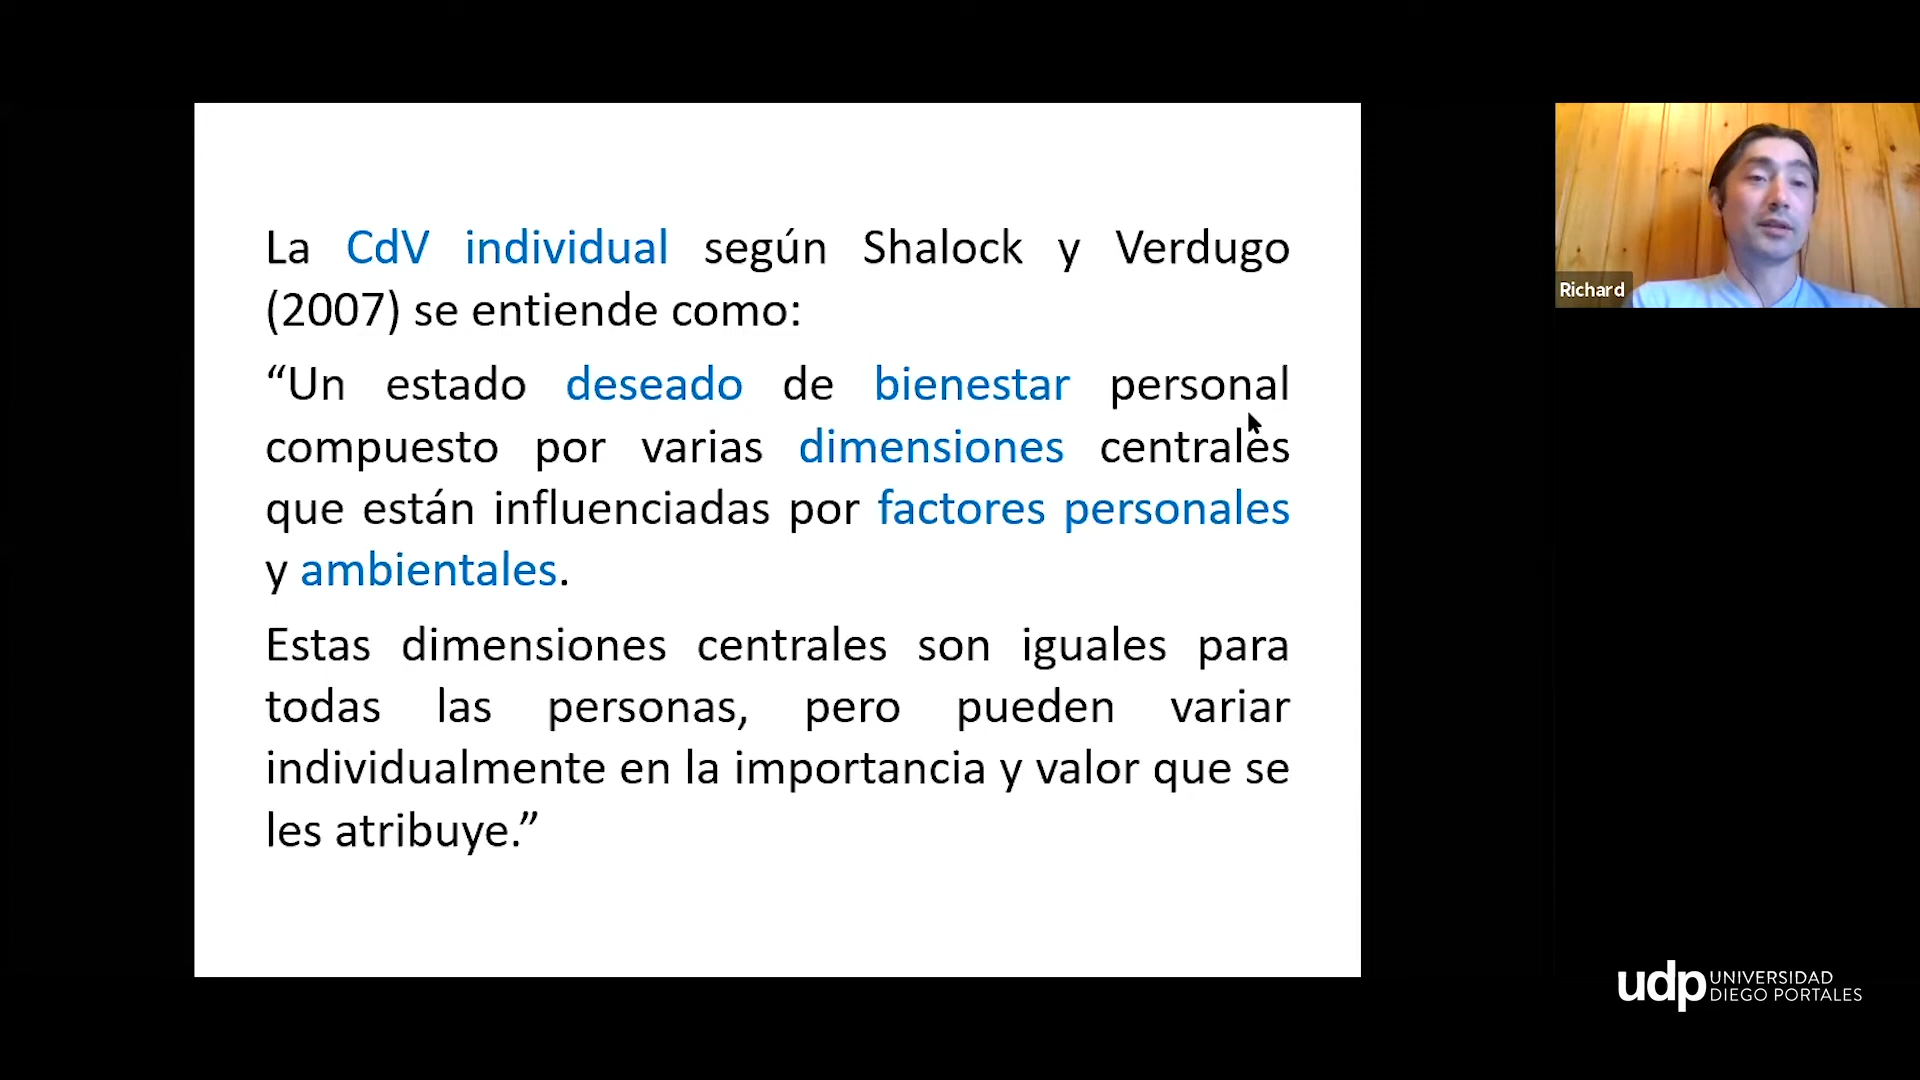 La CdV individual según Shalock y Verdugo
(2007) se entiende como:
“Un estado deseado de bienestar personal
compuesto por varias dimensiones centrales
que están influenciadas por factores personales
y ambientales.
Estas dimensiones centrales son iguales para
todas las personas, pero pueden variar
individualmente en la importancia y valor que se
les atribuye.”
Richard
udp UNIVERSIDAD
DIEGO PORTALES